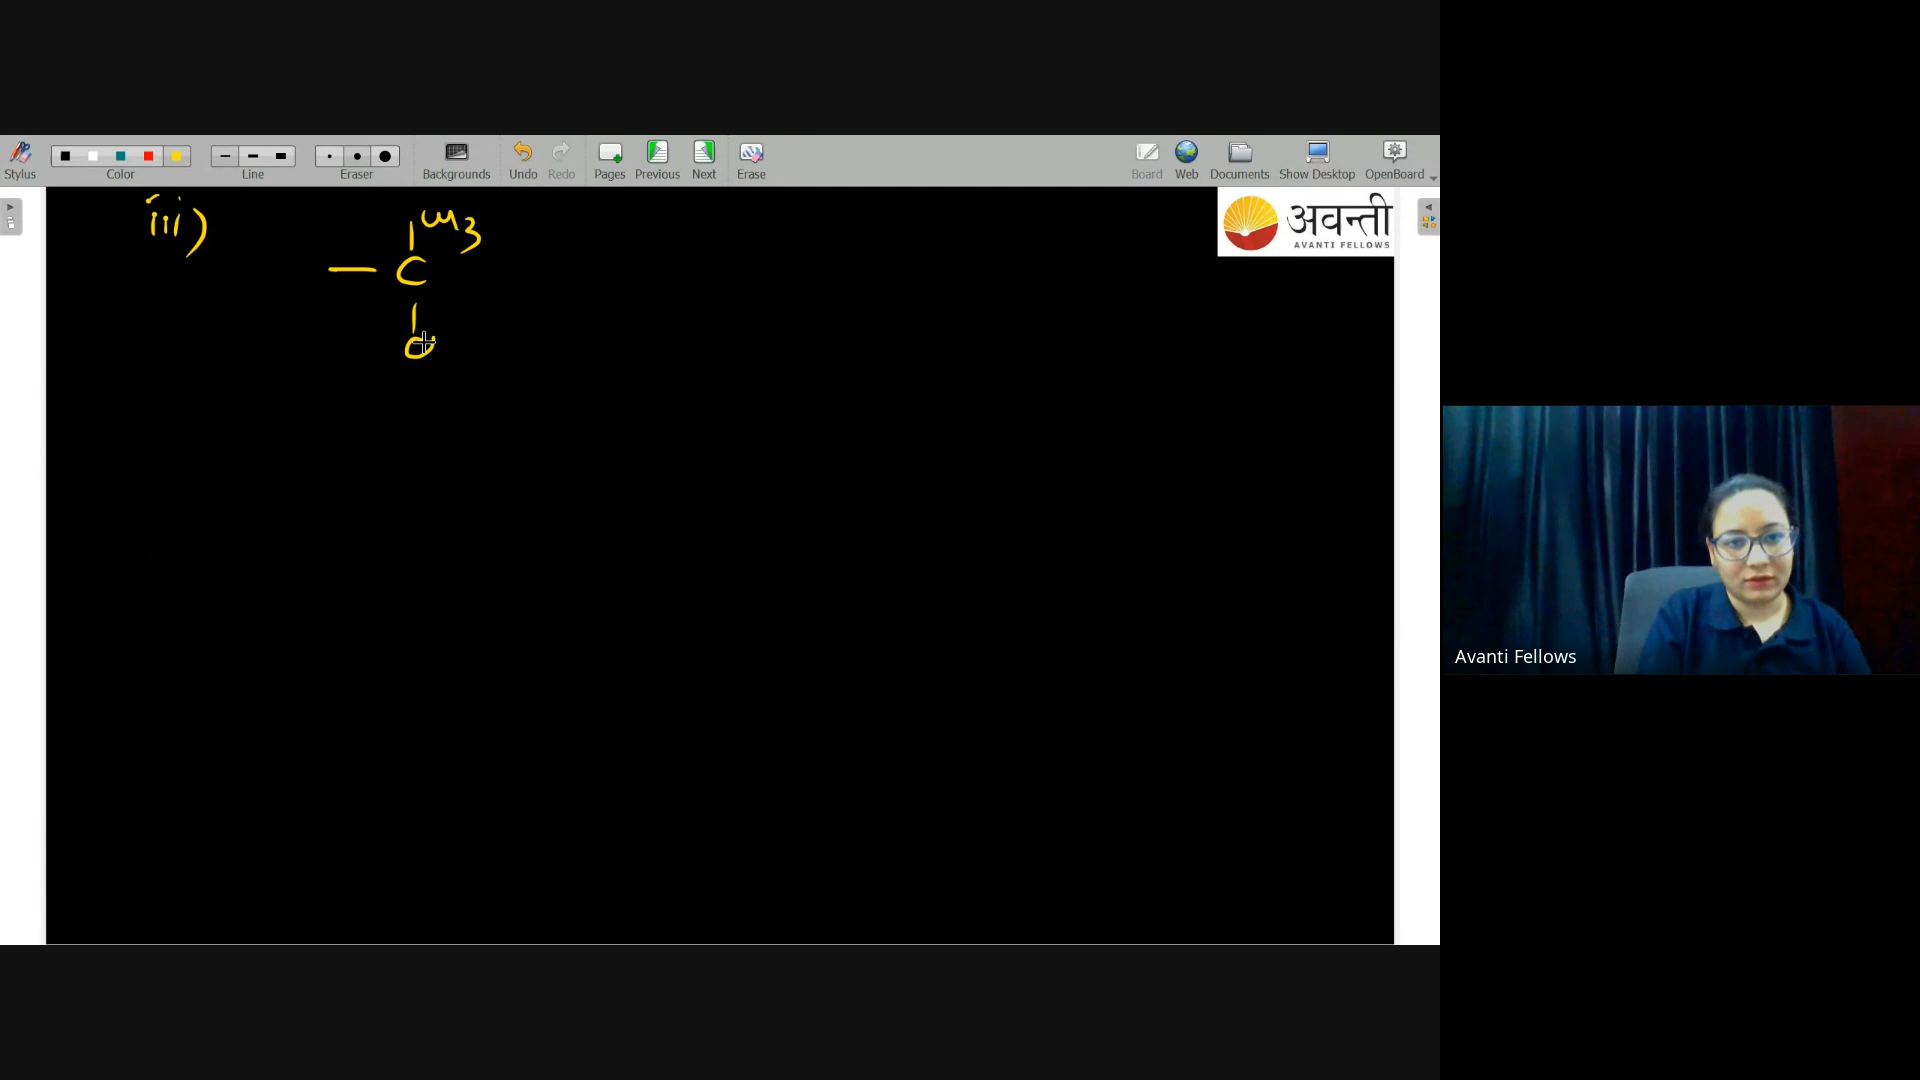 Stylus
Color
Line
Eraser
Backgrounds
Undo
Redo
Pages
Previous
Next
Erase
Board
Web
Documents
Show Desktop
OpenBoard
अवन्ती
AVANTI FELLOWS
iii)
CH3
— C
O
Avanti Fellows